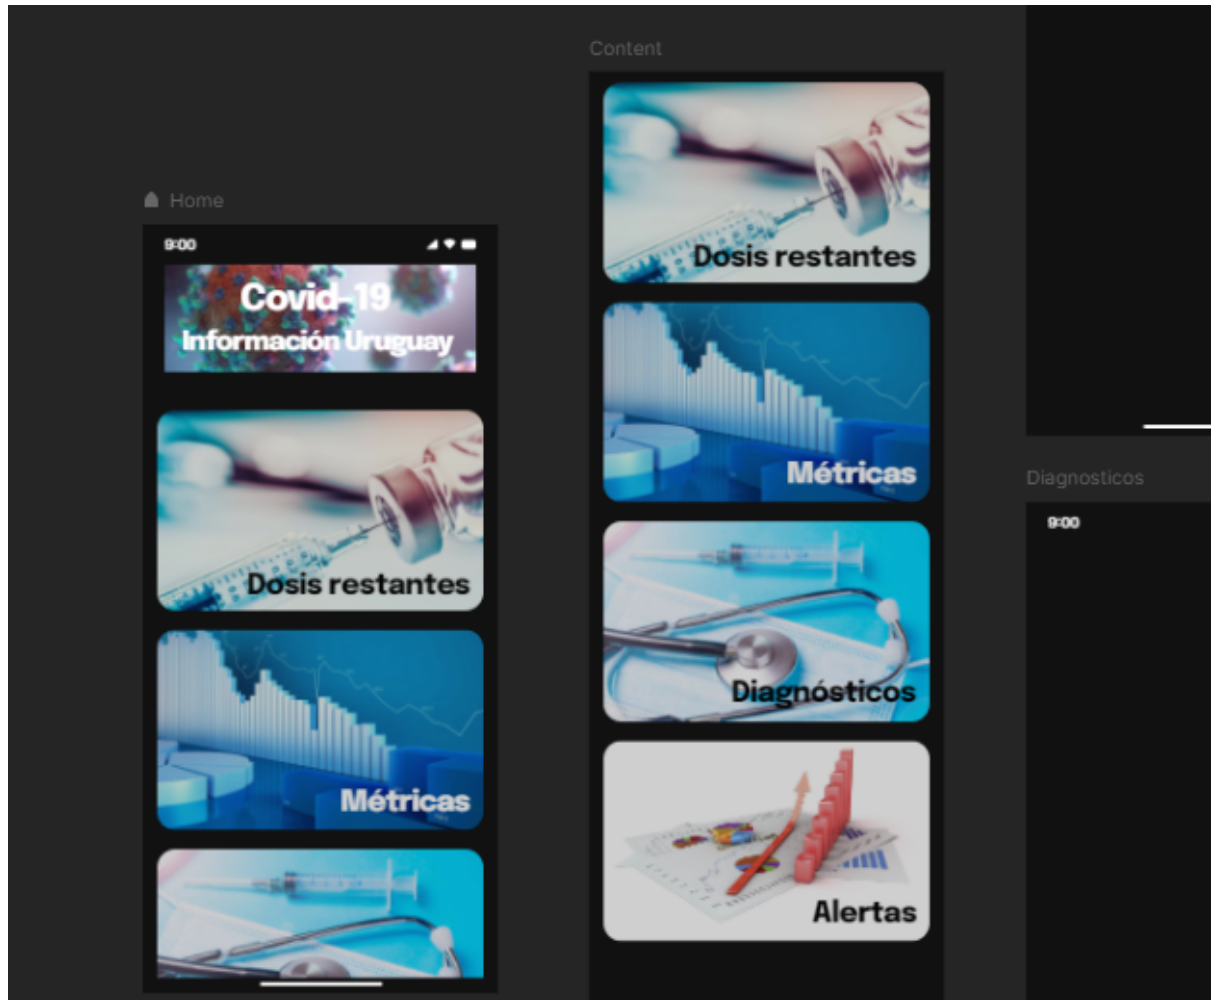 Content
Dosis restantes
Home
9:00
Covid-19
Información Uruguay
Métricas
Dosis restantes
Diagnosticos
9:00
Diagnósticos
Métricas
Alertas